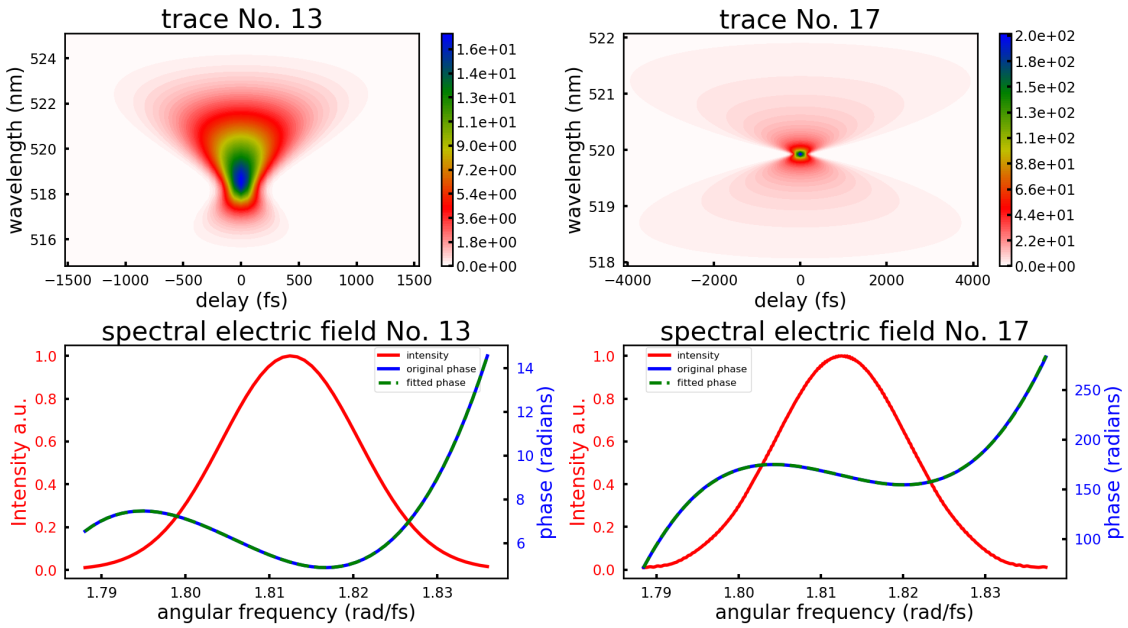 trace No. 13
wavelength (nm)
524
522
520
518
516
−1500
−1000
−500
0
500
1000
1500
delay (fs)
1.6e+01
1.4e+01
1.3e+01
1.1e+01
9.0e+00
7.2e+00
5.4e+00
3.6e+00
1.8e+00
0.0e+00
trace No. 17
wavelength (nm)
522
521
520
519
518
−4000
−2000
0
2000
4000
delay (fs)
2.0e+02
1.8e+02
1.6e+02
1.4e+02
1.2e+02
1.1e+02
8.8e+01
6.6e+01
4.4e+01
2.2e+01
0.0e+00
spectral electric field No. 13
Intensity a.u.
1.0
0.8
0.6
0.4
0.2
0.0
intensity
original phase
fitted phase
14
12
10
8
6
phase (radians)
1.79
1.80
1.81
1.82
1.83
angular frequency (rad/fs)
spectral electric field No. 17
Intensity a.u.
1.0
0.8
0.6
0.4
0.2
0.0
intensity
original phase
fitted phase
250
200
150
100
phase (radians)
1.79
1.80
1.81
1.82
1.83
angular frequency (rad/fs)